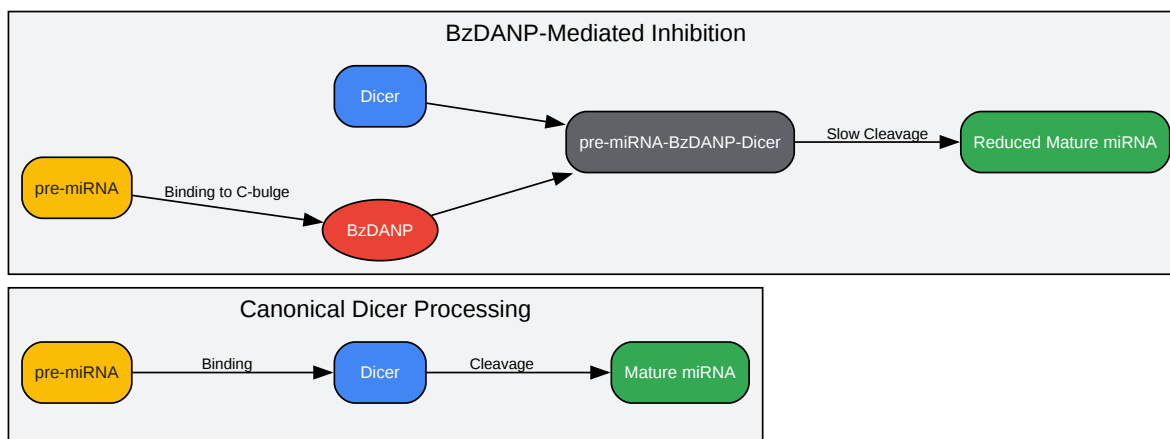 BzDANP-Mediated Inhibition
Dicer
pre-miRNA
Binding to C-bulge
BzDANP
pre-miRNA-BzDANP-Dicer
Slow Cleavage
Reduced Mature miRNA
Canonical Dicer Processing
pre-miRNA
Binding
Dicer
Cleavage
Mature miRNA